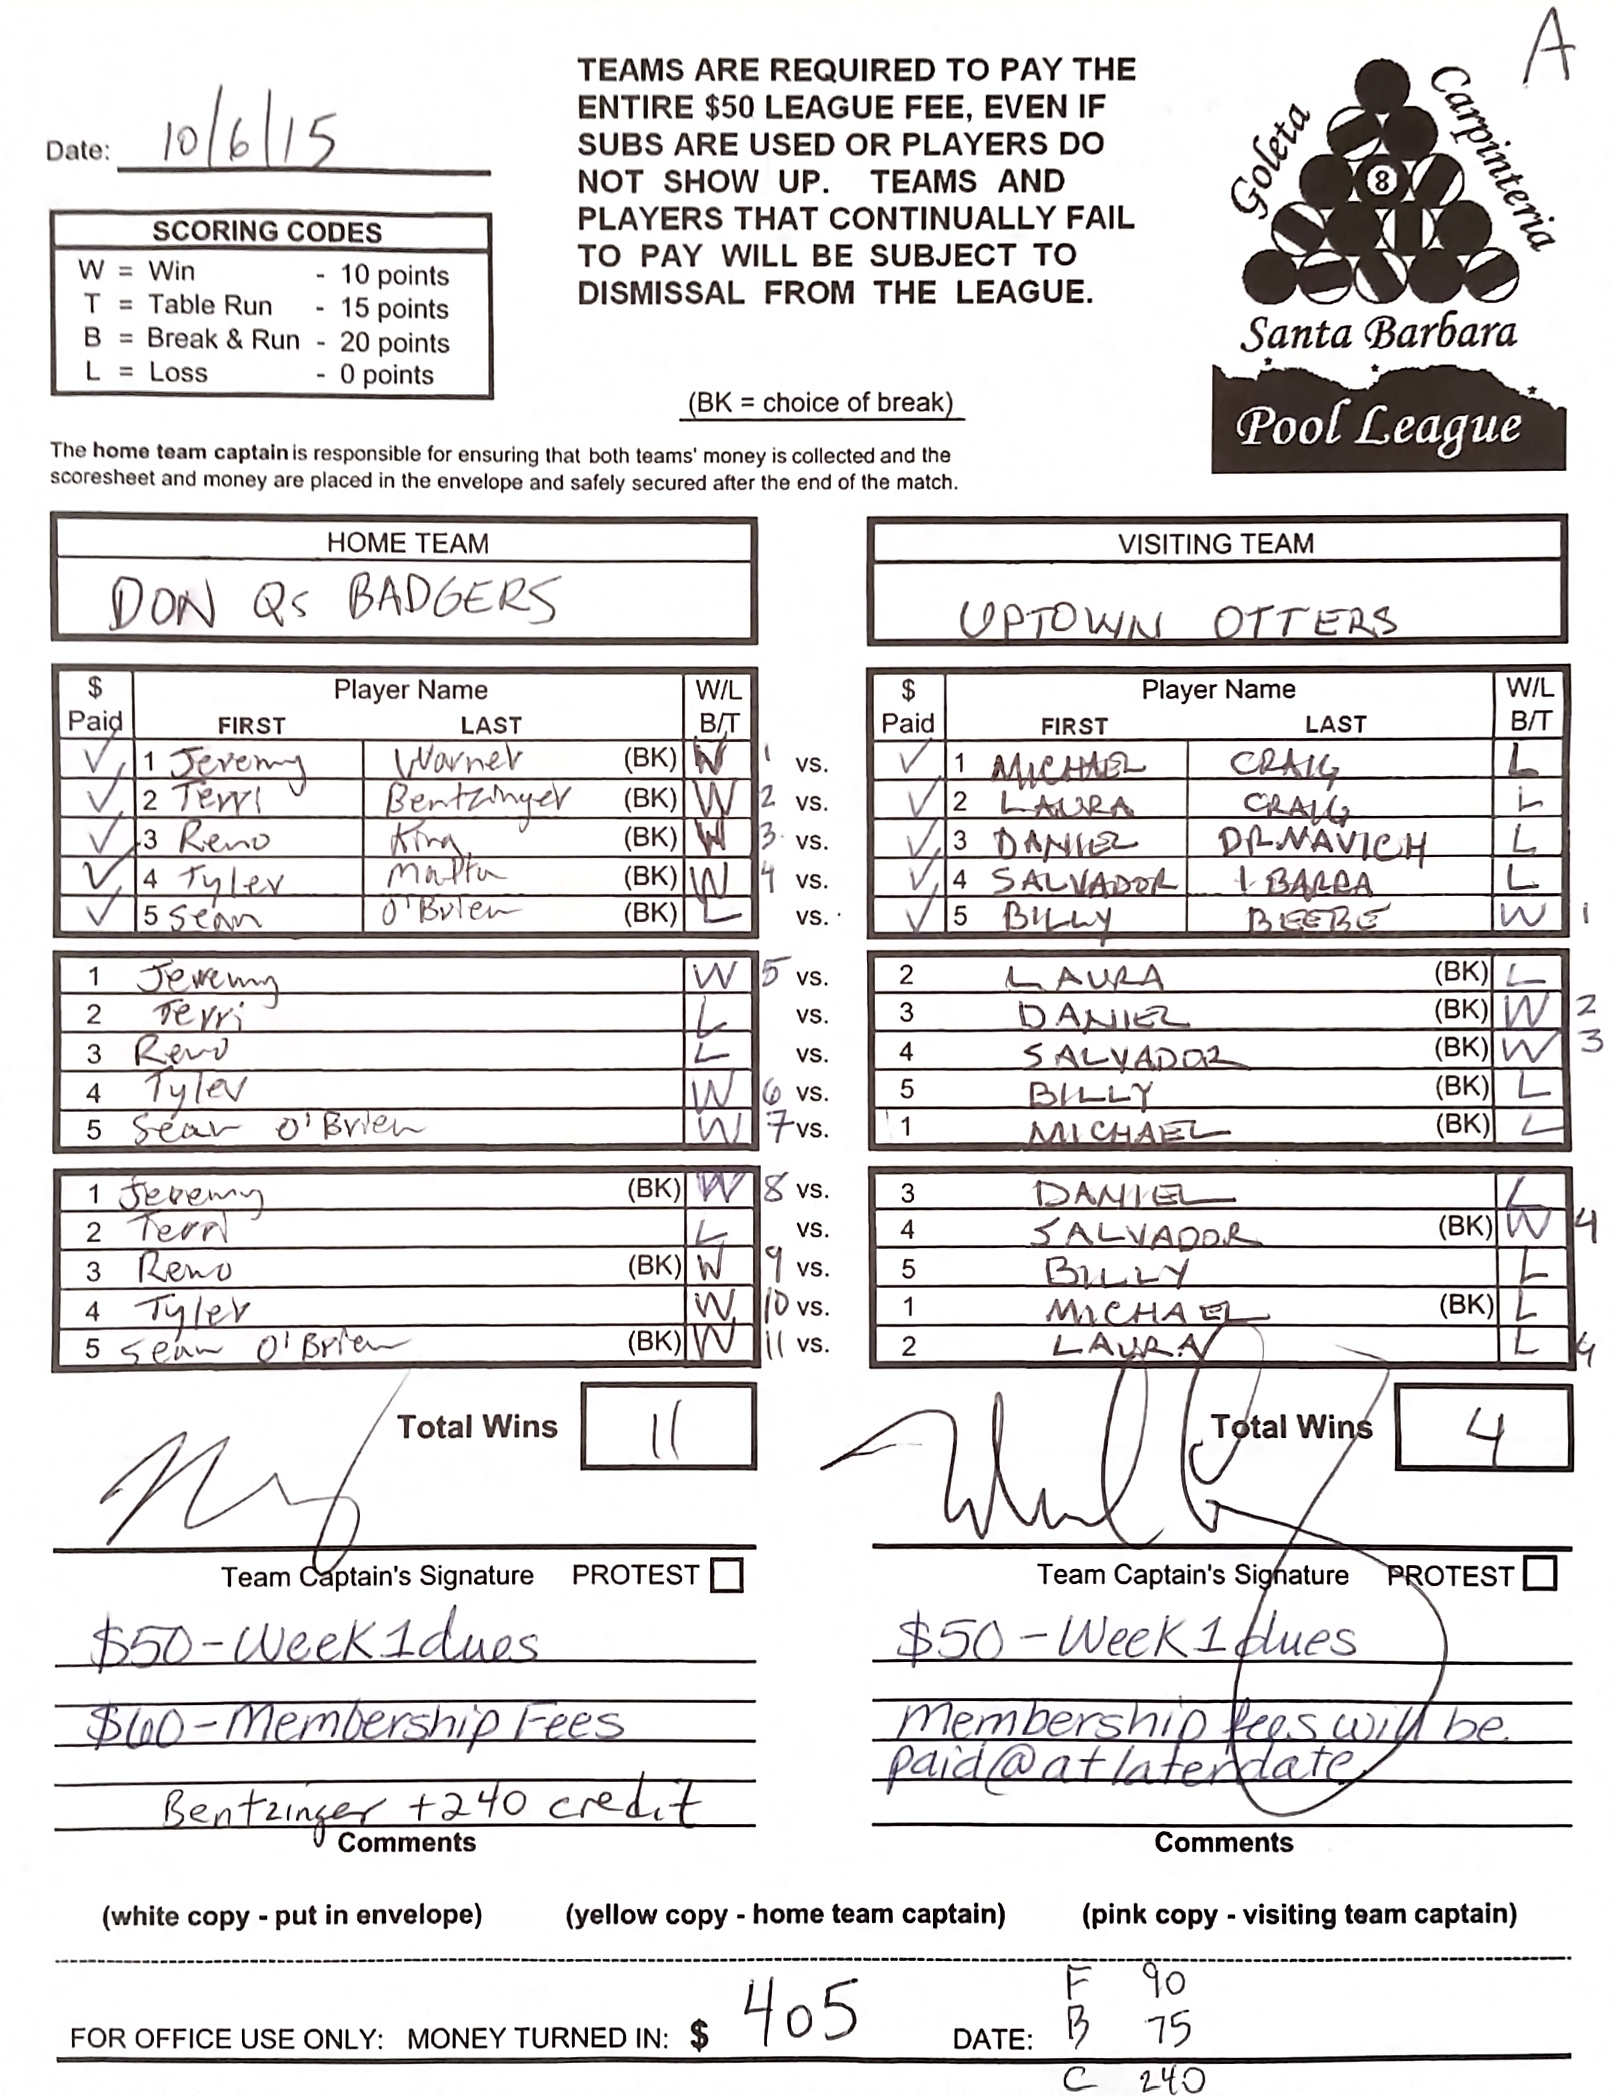 A
Date: 10/6/15
TEAMS ARE REQUIRED TO PAY THE
ENTIRE $50 LEAGUE FEE, EVEN IF
SUBS ARE USED OR PLAYERS DO
NOT SHOW UP. TEAMS AND
PLAYERS THAT CONTINUALLY FAIL
TO PAY WILL BE SUBJECT TO
DISMISSAL FROM THE LEAGUE.
Goleta
Carpinteria
8
Santa Barbara
Pool League
SCORING CODES
W = Win - 10 points
T = Table Run - 15 points
B = Break & Run - 20 points
L = Loss - 0 points
(BK = choice of break)
The home team captain is responsible for ensuring that both teams' money is collected and the
scoresheet and money are placed in the envelope and safely secured after the end of the match.
HOME TEAM VISITING TEAM
DON Qs BADGERS UPTOWN OTTERS
$ Player Name W/L $ Player Name W/L
Paid FIRST LAST B/T Paid FIRST LAST B/T
✓ 1 Jeremy Warner (BK) W 1 vs. ✓ 1 MICHAEL CRAIG L
✓ 2 Terri Bentzinger (BK) W 2 vs. ✓ 2 LAURA CRAIG L
✓ 3 Reno King (BK) W 3 vs. ✓ 3 DANIEL L
✓ 4 Tyler (BK) W 4 vs. ✓ 4 SALVADOR IBARRA L
✓ 5 Sean O'Brien (BK) L vs. ✓ 5 BILLY BEEBE W 1
1 Jeremy W 5 vs. 2 LAURA (BK) L
2 Terri L vs. 3 DANIEL (BK) W 2
3 Reno L vs. 4 SALVADOR (BK) W 3
4 Tyler W 6 vs. 5 BILLY (BK) L
5 Sean O'Brien W 7 vs. 1 MICHAEL (BK) L
1 Jeremy (BK) W 8 vs. 3 DANIEL L
2 Terri L vs. 4 SALVADOR (BK) W 4
3 Reno (BK) W 9 vs. 5 BILLY L
4 Tyler W 10 vs. 1 MICHAEL (BK) L
5 Sean O'Brien (BK) W 11 vs. 2 LAURA L 4
Total Wins 11 Total Wins 4
Team Captain's Signature PROTEST Team Captain's Signature PROTEST
$50 - Week 1 dues $50 - Week 1 dues
$60 - Membership Fees Membership fees will be
paid @ at later date
Bentzinger +240 credit
Comments Comments
(white copy - put in envelope) (yellow copy - home team captain) (pink copy - visiting team captain)
FOR OFFICE USE ONLY: MONEY TURNED IN: $ 405 DATE: F 90
B 75
C 240